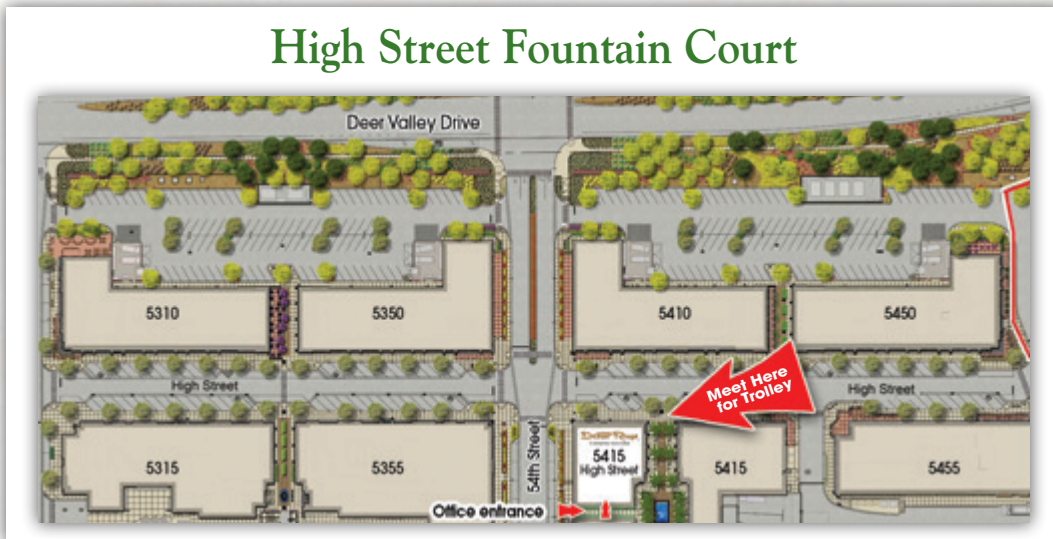 High Street Fountain Court
Deer Valley Drive
5310
5350
5410
5450
High Street
Meet Here
for Trolley
High Street
5315
5355
54th Street
5415
High Street
5415
5455
Office entrance